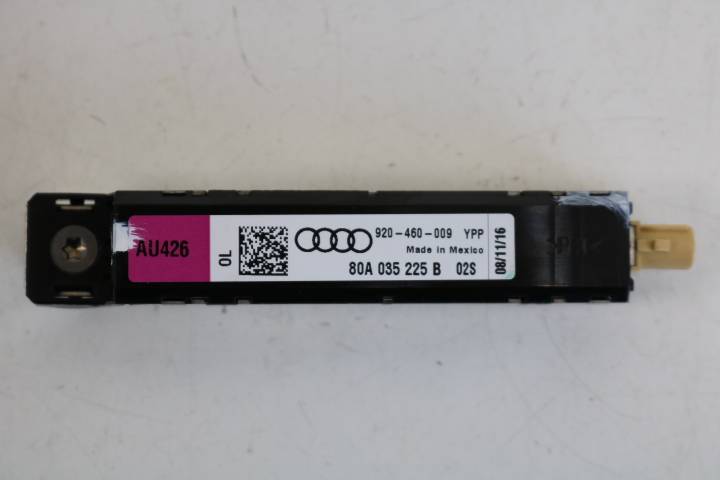 AU426
OL
920-460-009 YPP
Made in Mexico
80A 035 225 B 02S
08/11/16